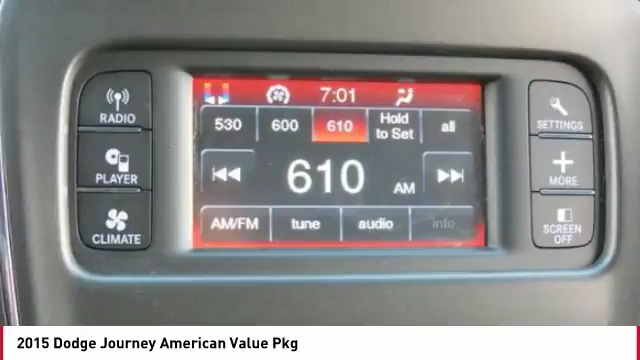 RADIO
PLAYER
CLIMATE
7:01
530 600 610 Hold to Set all
610 AM
AM/FM tune audio info
SETTINGS
MORE
SCREEN
OFF
2015 Dodge Journey American Value Pkg